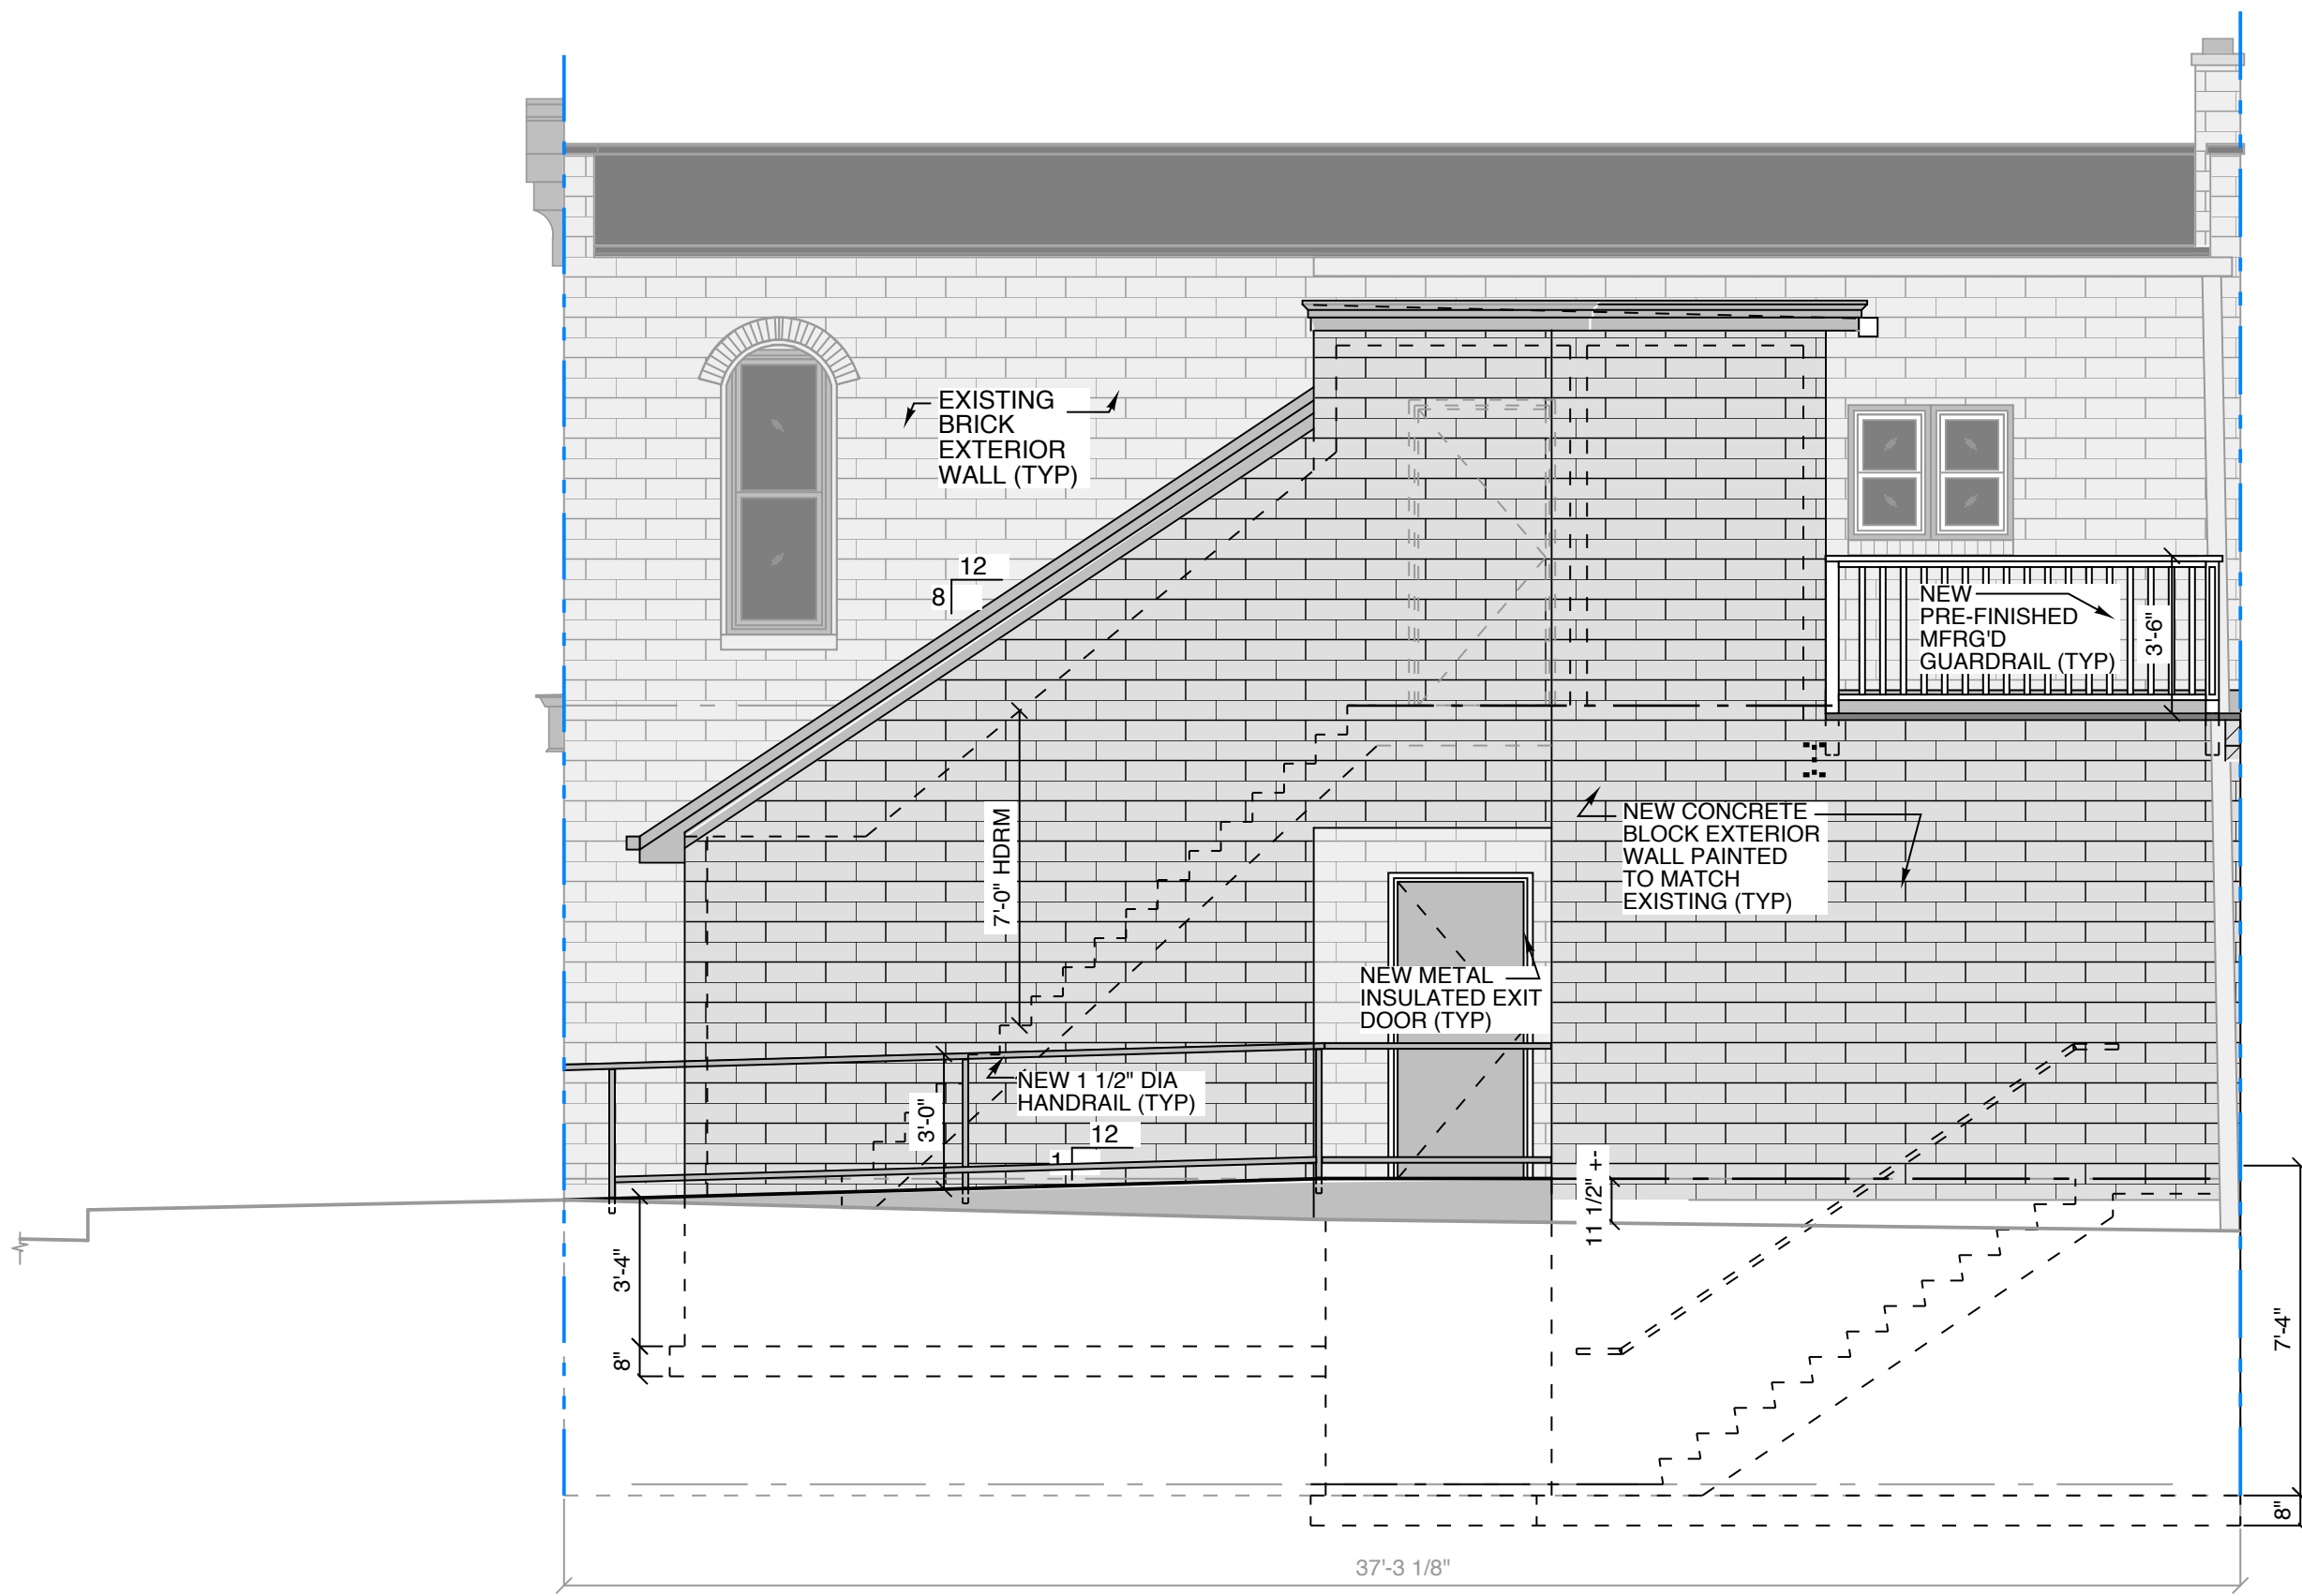 EXISTING
BRICK
EXTERIOR
WALL (TYP)
12
8
NEW
PRE-FINISHED
MFRG'D
GUARDRAIL (TYP)
3'-6"
7'-0" HDRM
NEW CONCRETE
BLOCK EXTERIOR
WALL PAINTED
TO MATCH
EXISTING (TYP)
NEW METAL
INSULATED EXIT
DOOR (TYP)
NEW 1 1/2" DIA
HANDRAIL (TYP)
3'-0"
12
1
11 1/2" +-
3'-4"
8"
7'-4"
8"
37'-3 1/8"